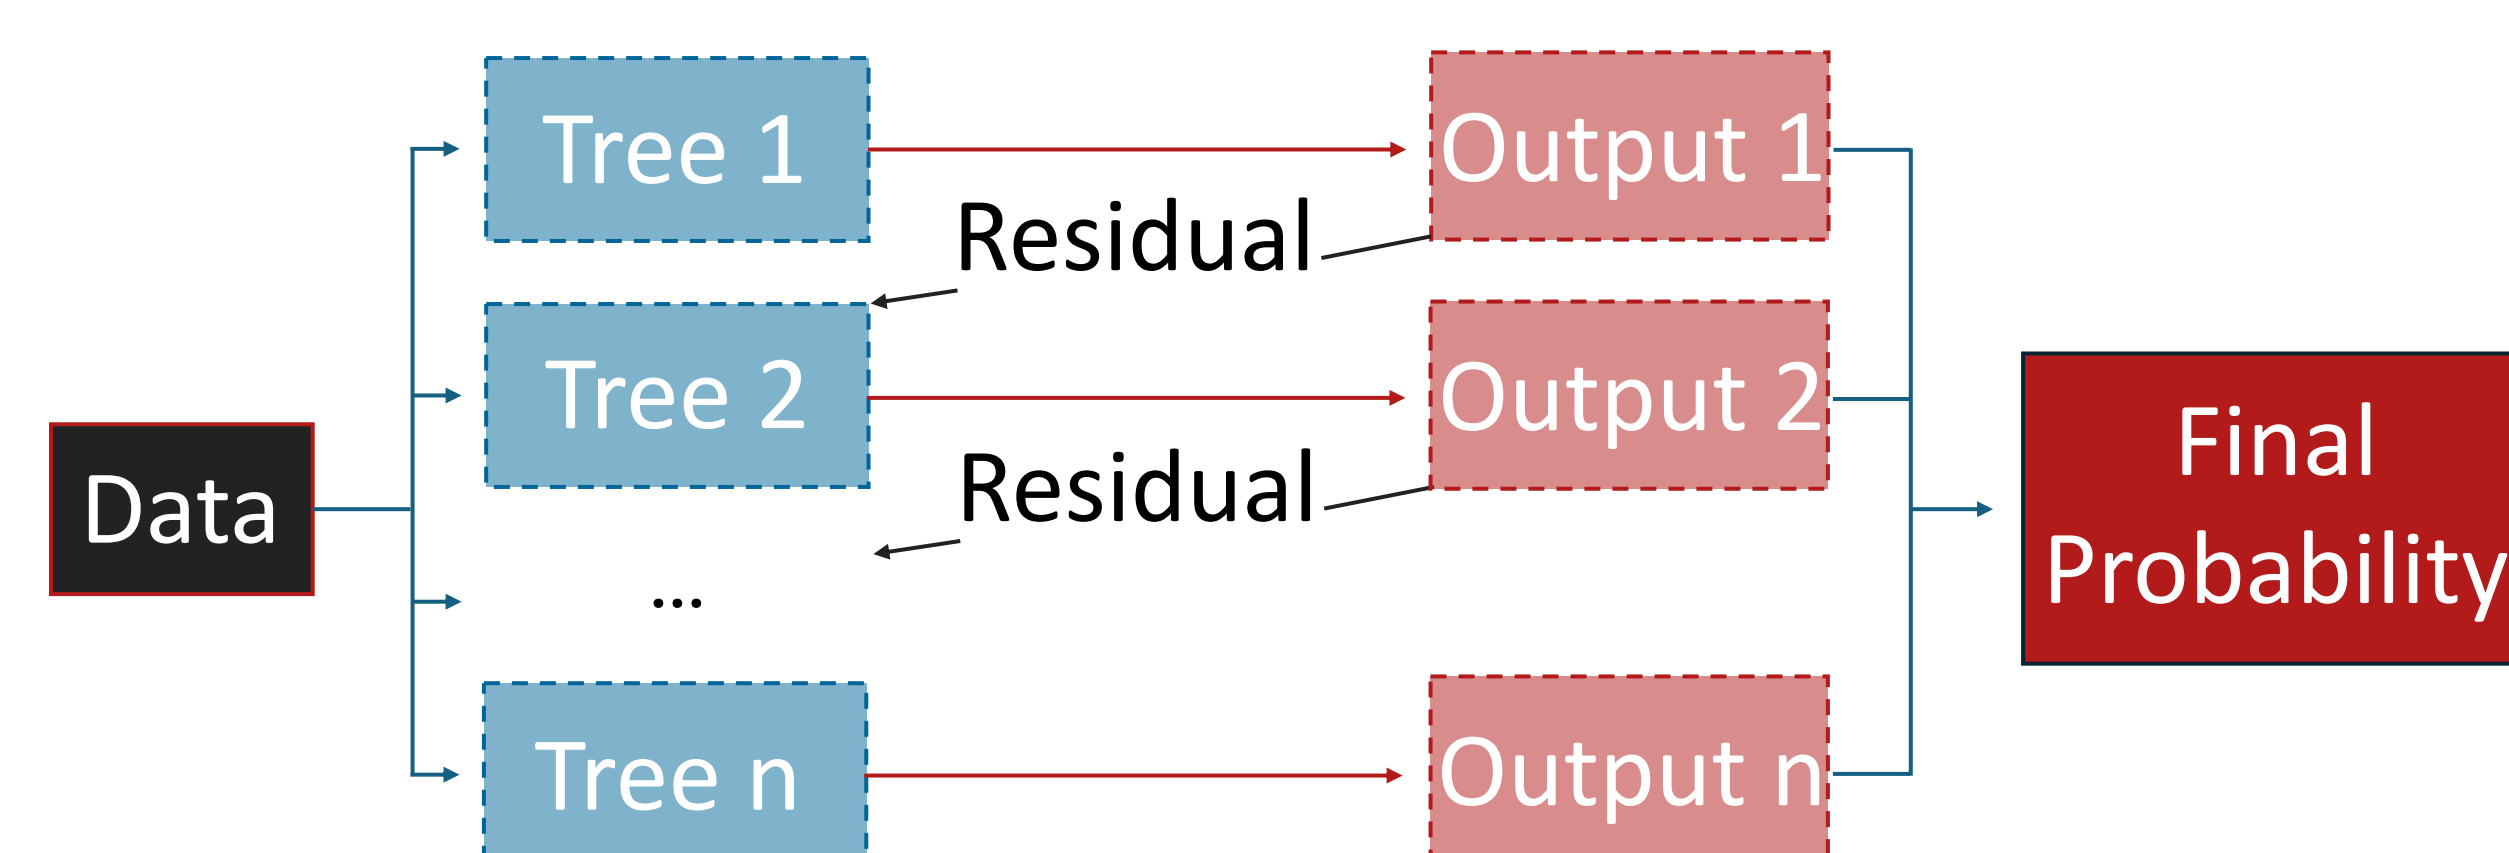 Tree 1
Output 1
Residual
Tree 2
Output 2
Residual
Data
Final
Probability
...
Tree n
Output n